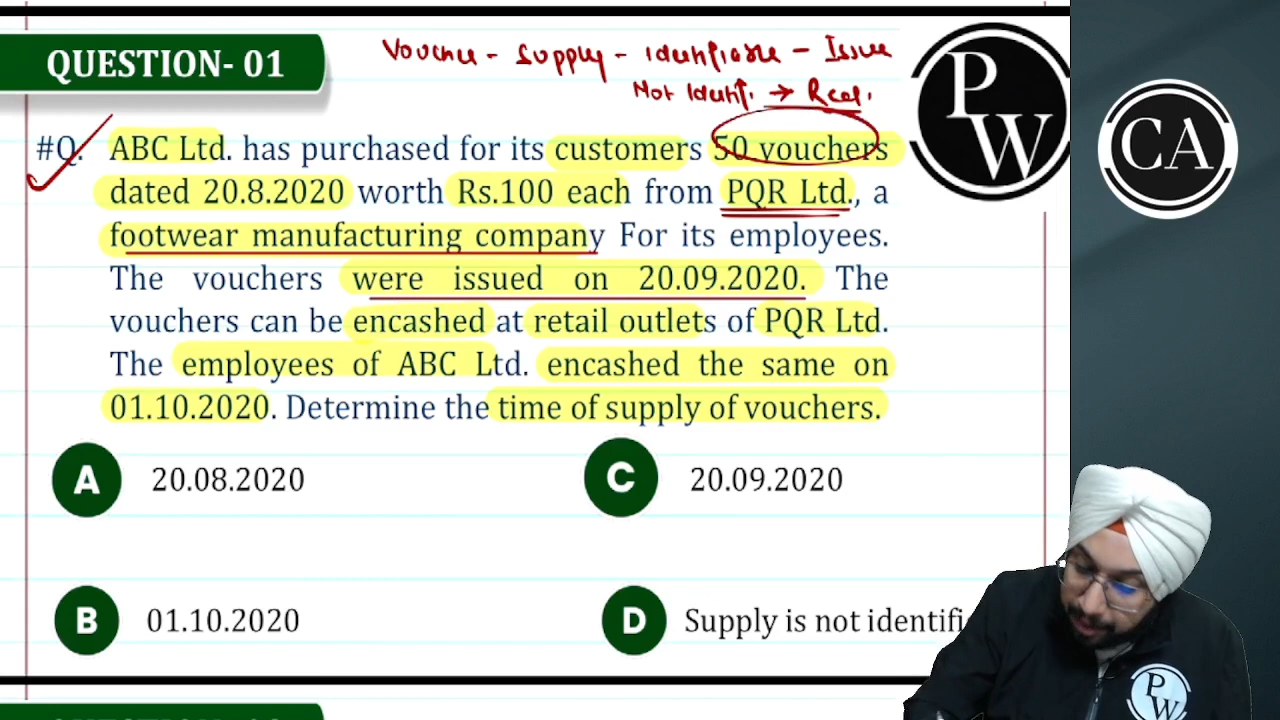 QUESTION- 01
Voucher - Supply - Identifiable - Issue
Not Identif. → 
#Q. ABC Ltd. has purchased for its customers 50 vouchers
dated 20.8.2020 worth Rs.100 each from PQR Ltd., a
footwear manufacturing company For its employees.
The vouchers were issued on 20.09.2020. The
vouchers can be encashed at retail outlets of PQR Ltd.
The employees of ABC Ltd. encashed the same on
01.10.2020. Determine the time of supply of vouchers.
A 20.08.2020
C 20.09.2020
B 01.10.2020
D Supply is not identifi
PW
CA
PW